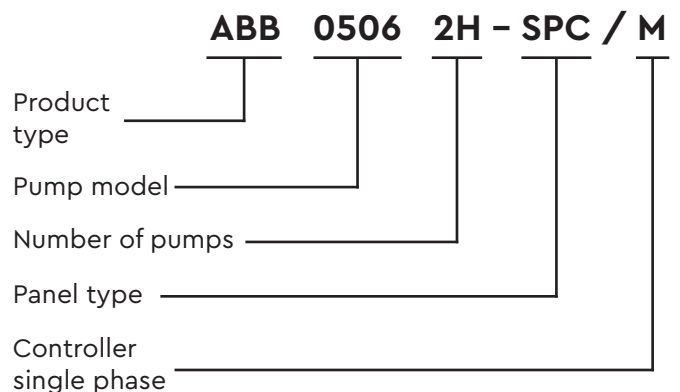 ABB 0506 2H – SPC / M
Product
type
Pump model
Number of pumps
Panel type
Controller
single phase